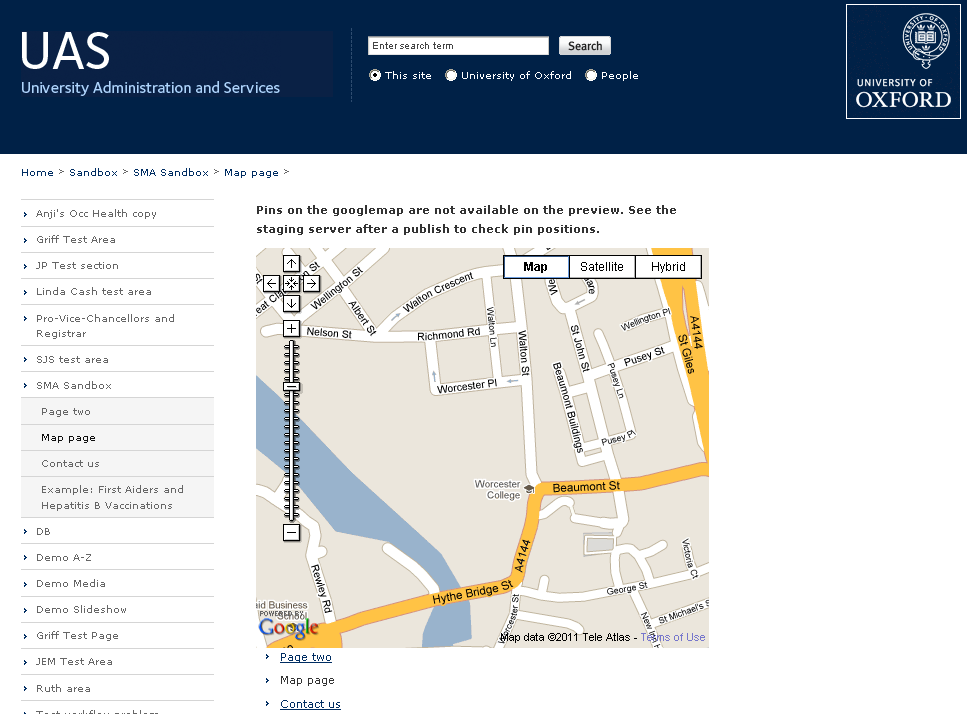 UAS
University Administration and Services
Enter search term
Search
This site
University of Oxford
People
UNIVERSITY OF
OXFORD
Home > Sandbox > SMA Sandbox > Map page >
Anji's Occ Health copy
Griff Test Area
JP Test section
Linda Cash test area
Pro-Vice-Chancellors and
Registrar
SJS test area
SMA Sandbox
Page two
Map page
Contact us
Example: First Aiders and
Hepatitis B Vaccinations
DB
Demo A-Z
Demo Media
Demo Slideshow
Griff Test Page
JEM Test Area
Ruth area
Pins on the googlemap are not available on the preview. See the
staging server after a publish to check pin positions.
Map
Satellite
Hybrid
Wellington St
Albert St
Walton Crescent
Nelson St
Richmond Rd
Walton Ln
Walton St
Worcester Pl
St John St
Wellington Pl
Pusey St
Pusey Ln
Beaumont Buildings
Pusey Pl
A4144
St Giles
Worcester
College
Beaumont St
A4144
Hythe Bridge St
Rewley Rd
George St
Victoria Ct
St Michael's S
Worcester St
aid Business
School
POWERED BY
Google
Map data ©2011 Tele Atlas - Terms of Use
Page two
Map page
Contact us